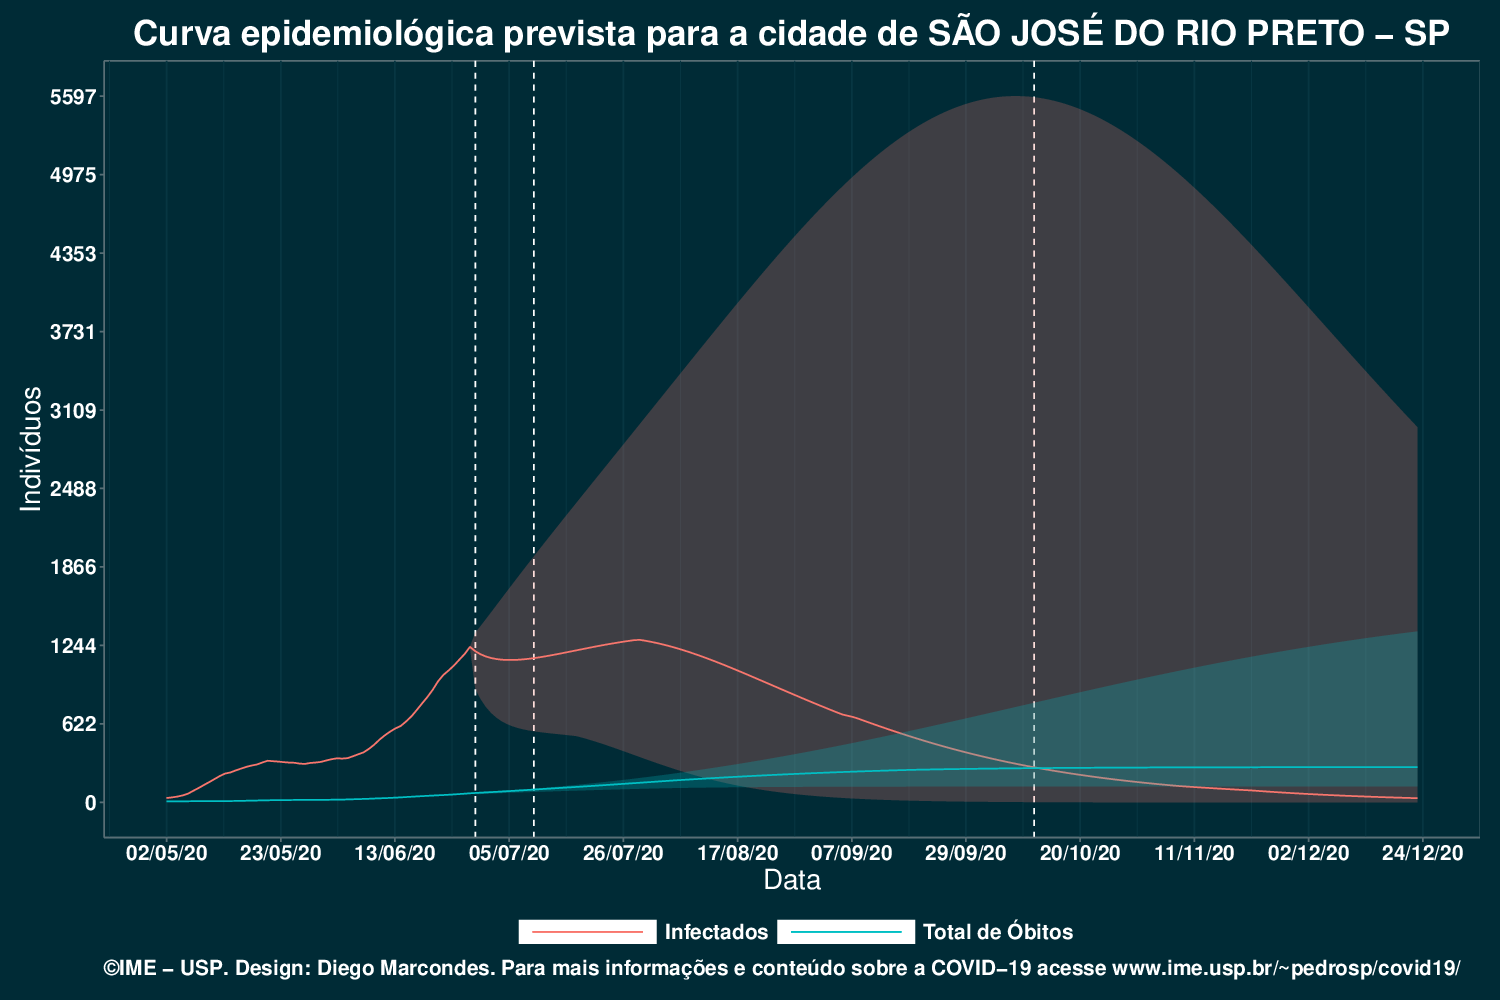 Curva epidemiológica prevista para a cidade de SÃO JOSÉ DO RIO PRETO – SP
5597
4975
4353
3731
3109
2488
1866
1244
622
0
Indivíduos
02/05/20 23/05/20 13/06/20 05/07/20 26/07/20 17/08/20 07/09/20 29/09/20 20/10/20 11/11/20 02/12/20 24/12/20
Data
Infectados Total de Óbitos
©IME – USP. Design: Diego Marcondes. Para mais informações e conteúdo sobre a COVID–19 acesse www.ime.usp.br/~pedrosp/covid19/